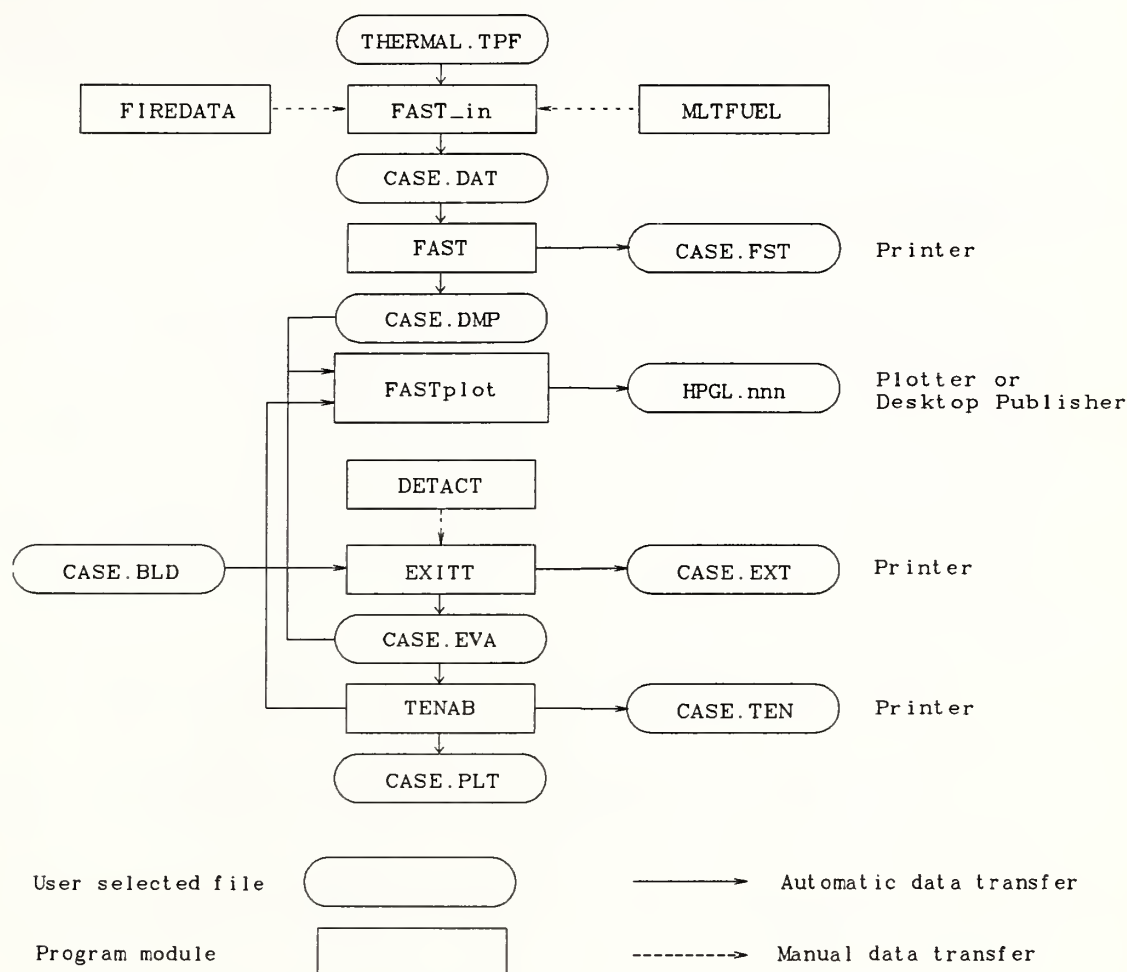 THERMAL.TPF
FIREDATA
FAST_in
MLTFUEL
CASE.DAT
FAST
CASE.FST
Printer
CASE.DMP
FASTplot
HPGL.nnn
Plotter or
Desktop Publisher
DETACT
CASE.BLD
EXITT
CASE.EXT
Printer
CASE.EVA
TENAB
CASE.TEN
Printer
CASE.PLT
User selected file
Automatic data transfer
Program module
Manual data transfer